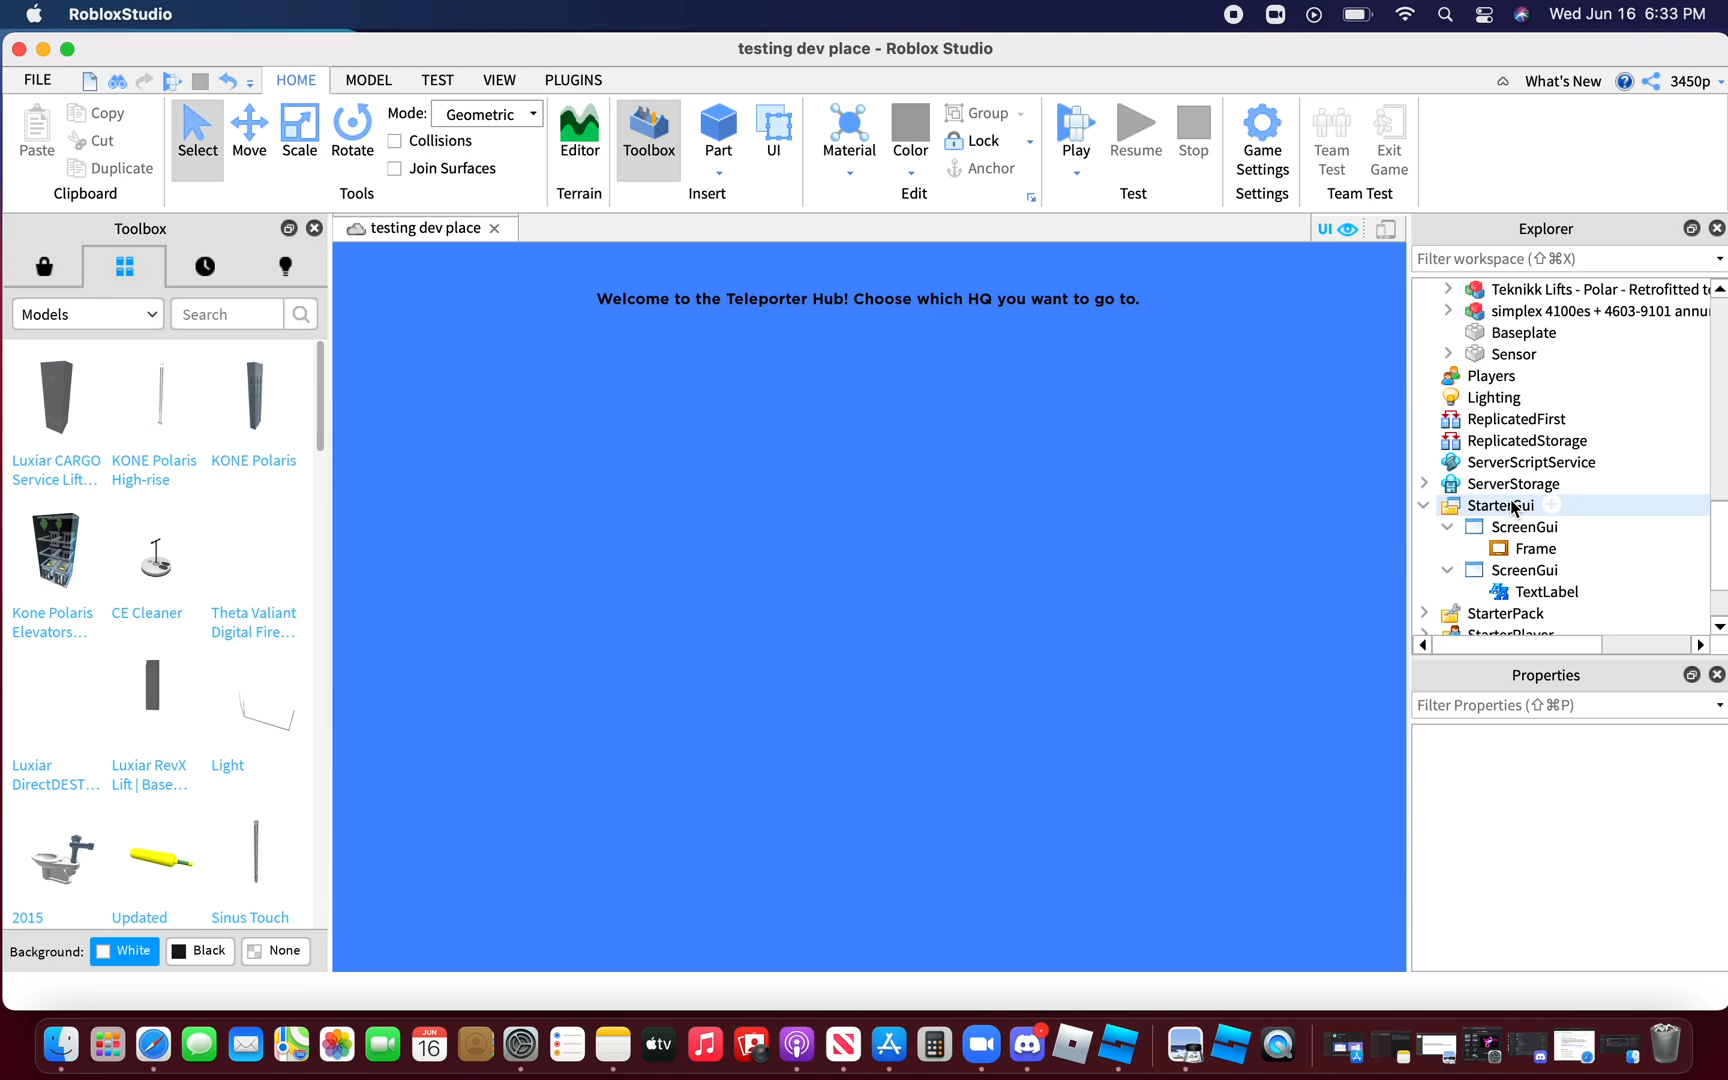 RobloxStudio
Wed Jun 16 6:33 PM
testing dev place - Roblox Studio
FILE
HOME
MODEL
TEST
VIEW
PLUGINS
What's New
3450p
Paste
Copy
Cut
Duplicate
Clipboard
Select
Move
Scale
Rotate
Mode:
Geometric
Collisions
Join Surfaces
Tools
Editor
Terrain
Toolbox
Part
UI
Insert
Material
Color
Group
Lock
Anchor
Edit
Play
Resume
Stop
Test
Game Settings
Settings
Team Test
Exit Game
Team Test
Toolbox
testing dev place
UI
Models
Search
Luxiar CARGO Service Lift...
KONE Polaris High-rise
KONE Polaris
Kone Polaris Elevators...
CE Cleaner
Theta Valiant Digital Fire...
Luxiar DirectDEST...
Luxiar RevX Lift | Base...
Light
2015
Updated
Sinus Touch
Background:
White
Black
None
Welcome to the Teleporter Hub! Choose which HQ you want to go to.
Explorer
Filter workspace (⇧⌘X)
Teknikk Lifts - Polar - Retrofitted
simplex 4100es + 4603-9101
Baseplate
Sensor
Players
Lighting
ReplicatedFirst
ReplicatedStorage
ServerScriptService
ServerStorage
StarterGui
ScreenGui
Frame
ScreenGui
TextLabel
StarterPack
StarterPlayer
Properties
Filter Properties (⇧⌘P)
tv
JUN
16